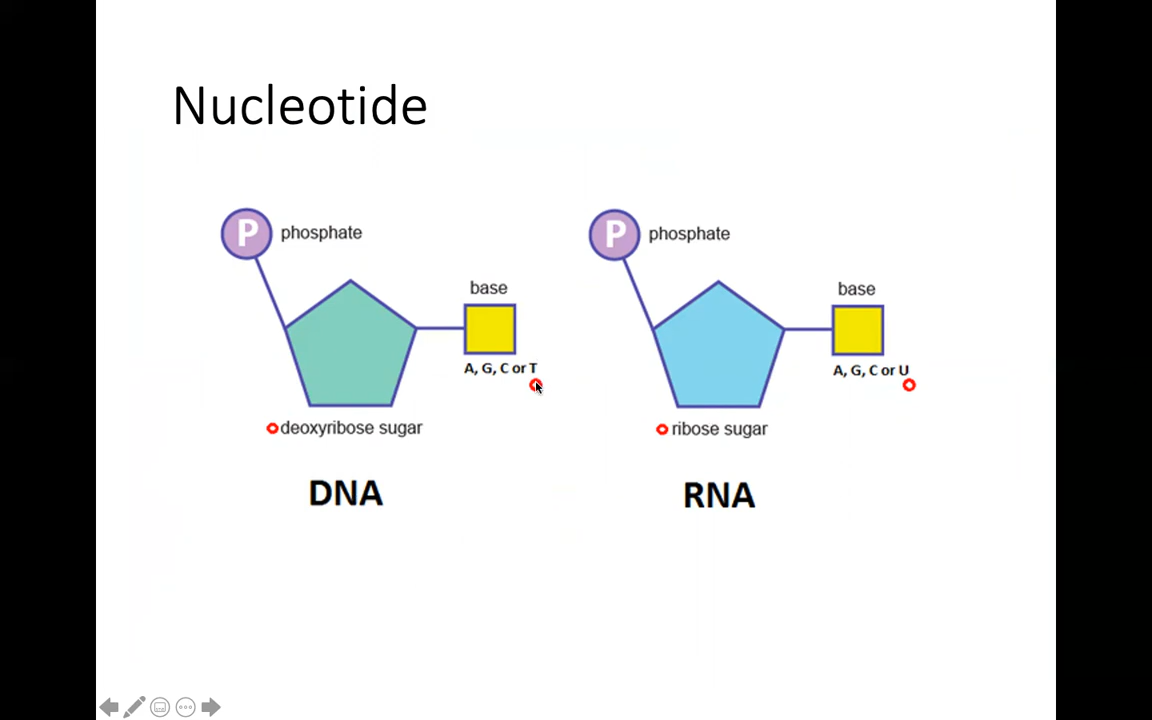 Nucleotide
P phosphate
base
A, G, C or T
deoxyribose sugar
DNA
P phosphate
base
A, G, C or U
ribose sugar
RNA